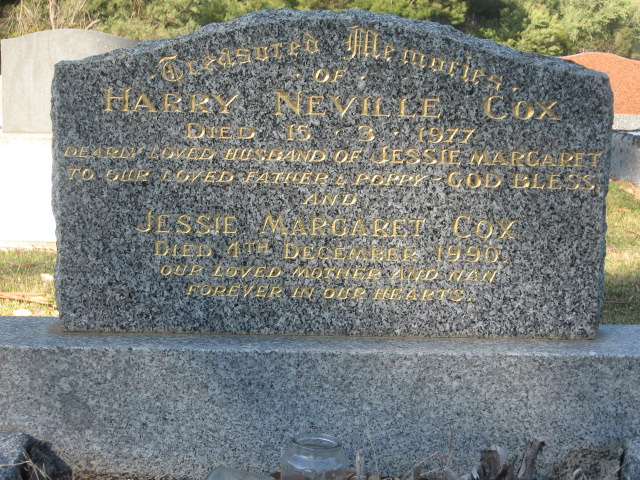 Treasured Memories
· OF ·
HARRY NEVILLE COX
DIED 15 · 3 · 1977
DEARLY LOVED HUSBAND OF JESSIE MARGARET
TO OUR LOVED FATHER & POPPY - GOD BLESS
AND
JESSIE MARGARET COX
DIED 4TH DECEMBER 1990.
OUR LOVED MOTHER AND NAN
FOREVER IN OUR HEARTS.